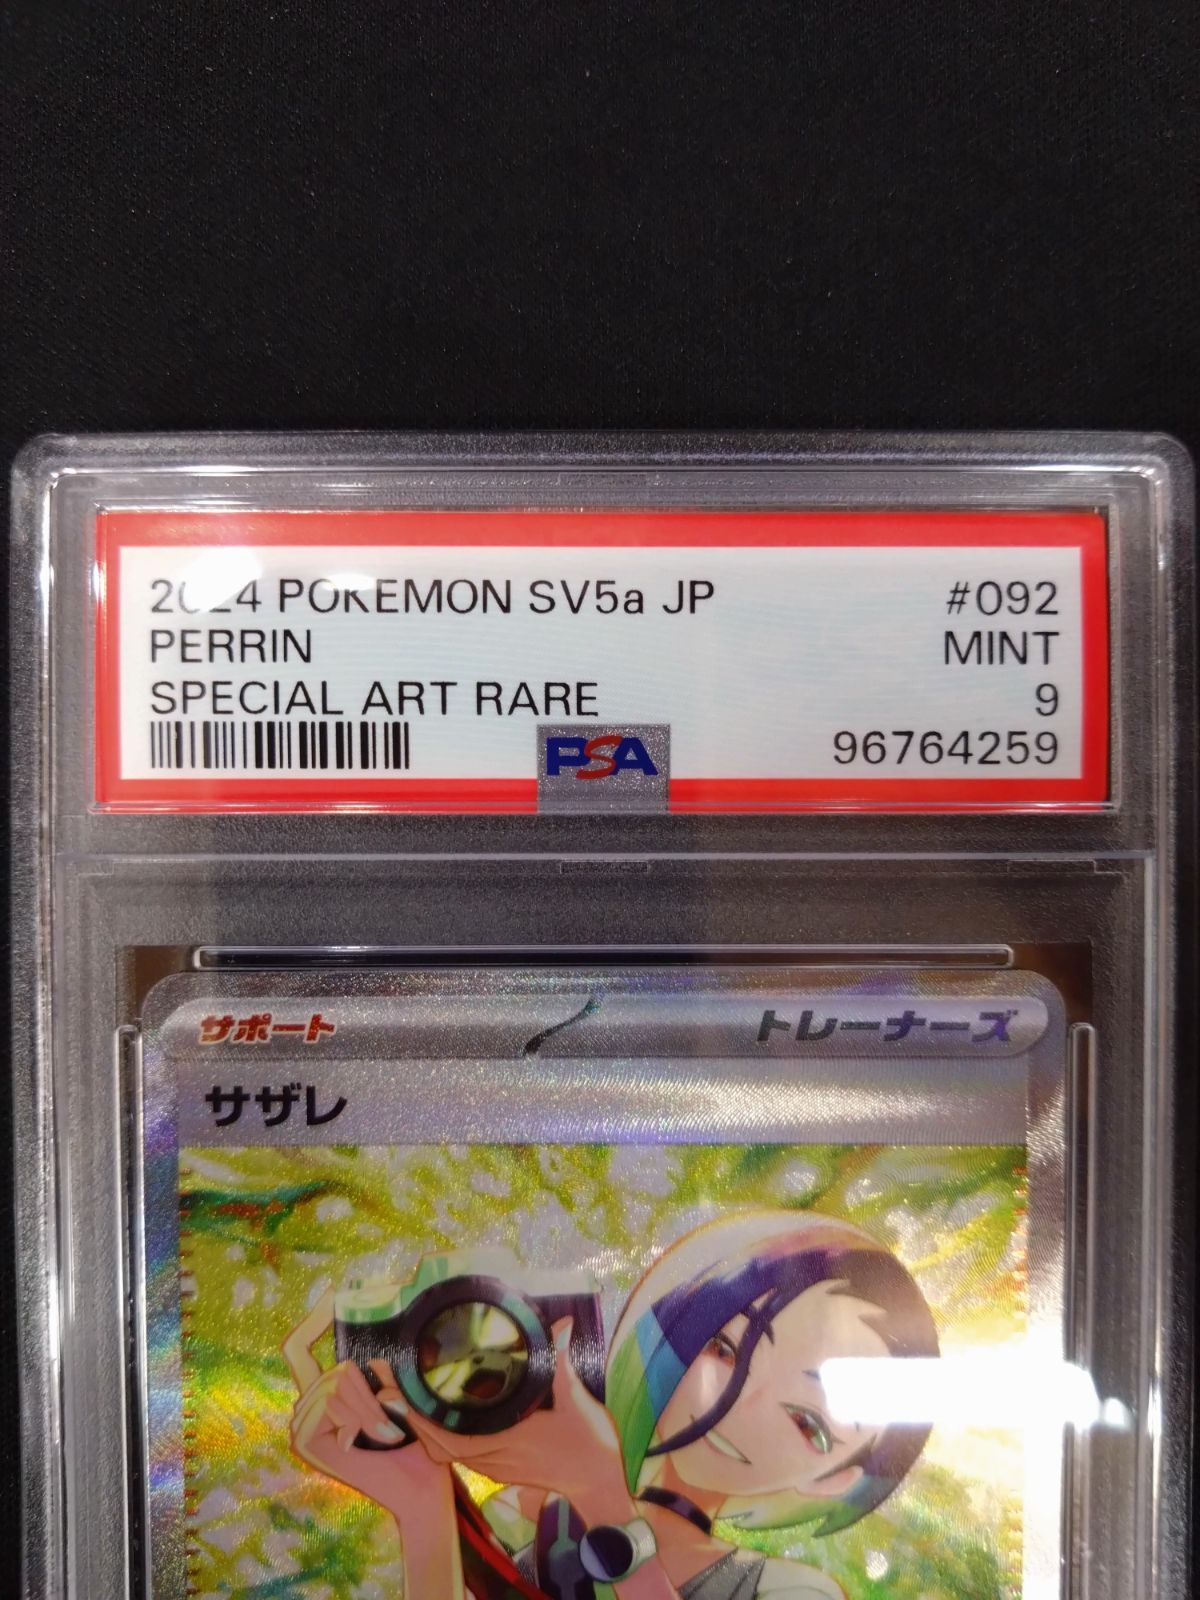 2024 POKEMON SV5a JP #092
PERRIN MINT
SPECIAL ART RARE 9
PSA 96764259
サポート トレーナーズ
サザレ